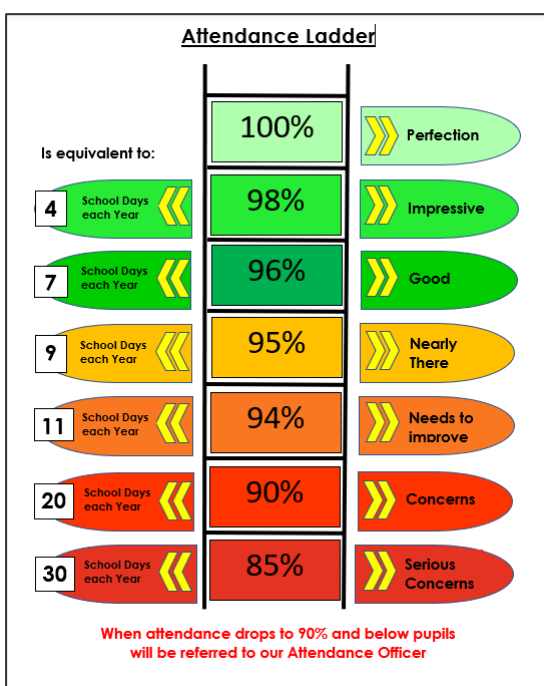 Attendance Ladder
100%
Perfection
Is equivalent to:
4
School Days
each Year
98%
Impressive
7
School Days
each Year
96%
Good
9
School Days
each Year
95%
Nearly
There
11
School Days
each Year
94%
Needs to
improve
20
School Days
each Year
90%
Concerns
30
School Days
each Year
85%
Serious
Concerns
When attendance drops to 90% and below pupils
will be referred to our Attendance Officer